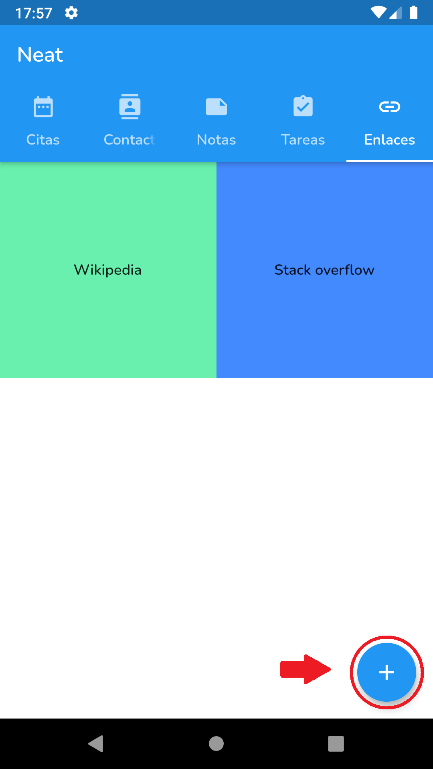 17:57
Neat
Citas Contact Notas Tareas Enlaces
Wikipedia Stack overflow